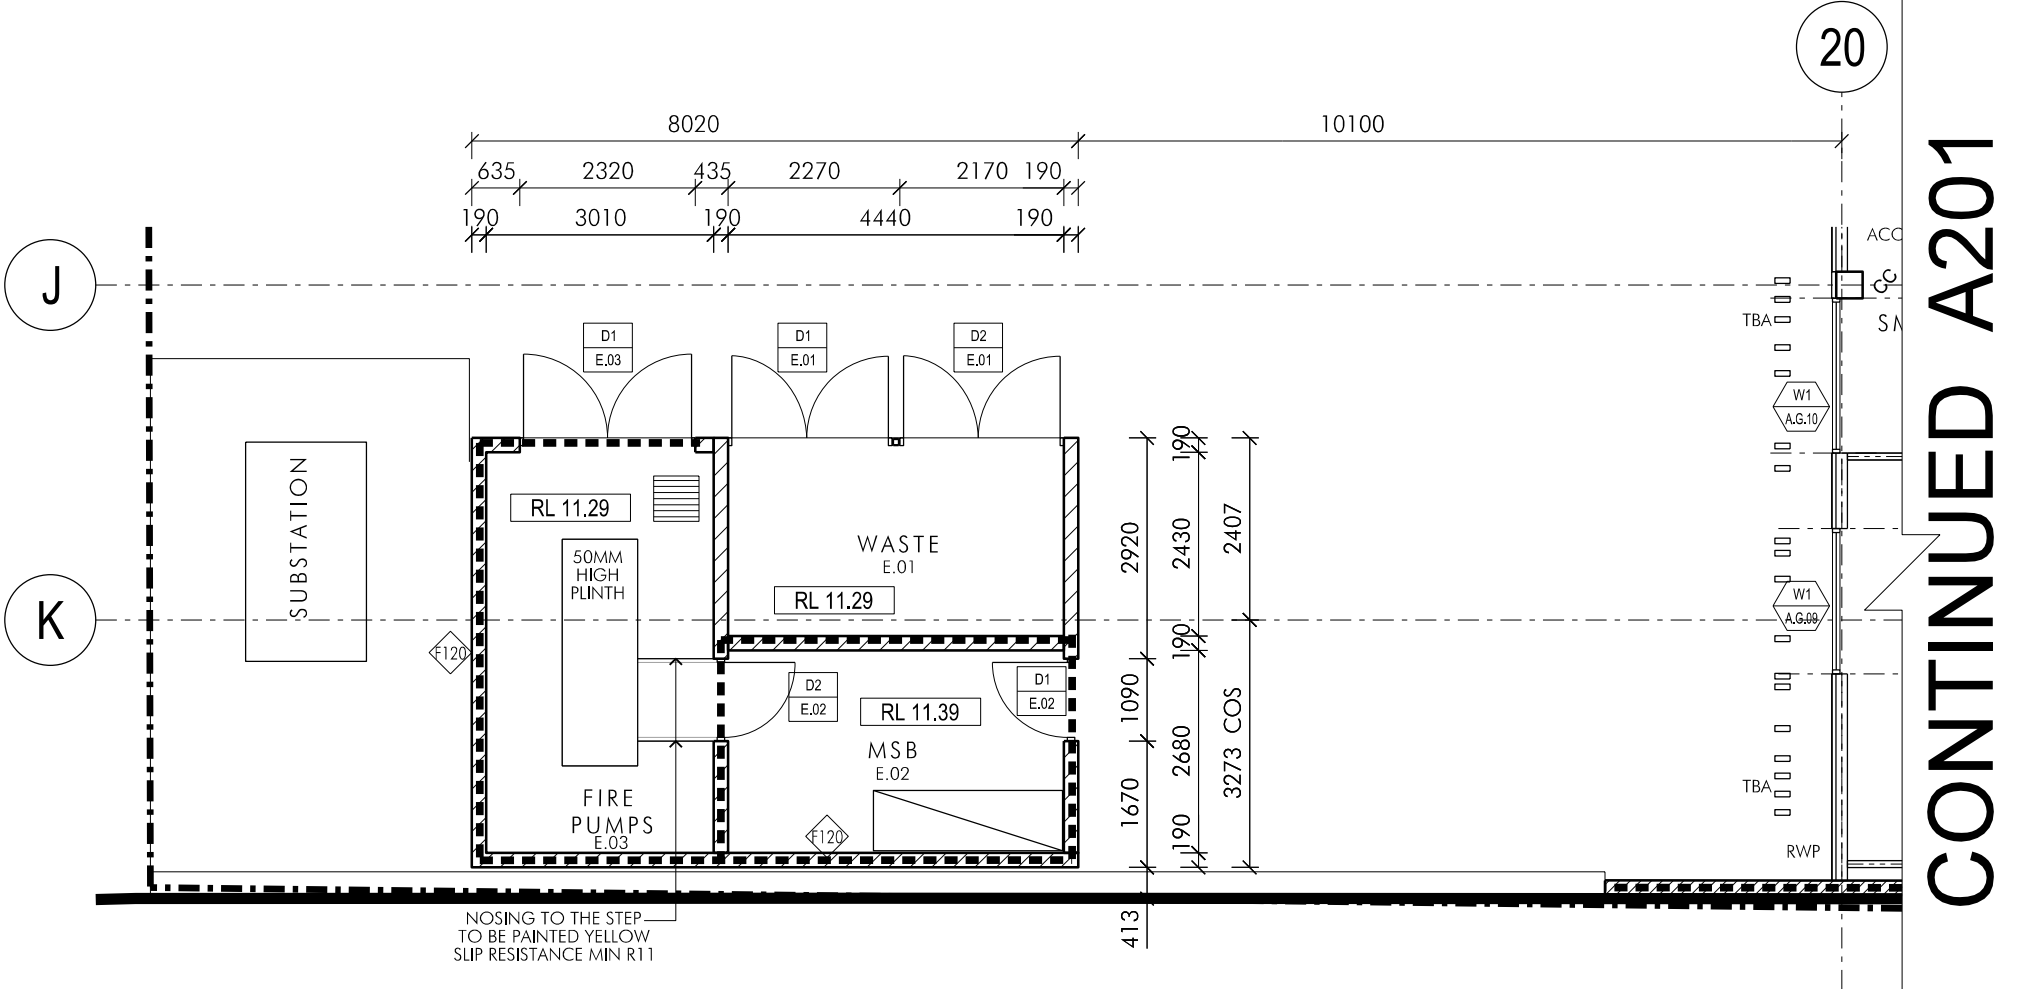 20
8020
10100
635 2320 435 2270 2170 190
190 3010 190 4440 190
J
ACC
CC
TBA
D1
E.03
D1
E.01
D2
E.01
W1
A.G.10
SUBSTATION
RL 11.29
50MM
HIGH
PLINTH
WASTE
E.01
RL 11.29
K
F120
W1
A.G.09
D2
E.02
D1
E.02
RL 11.39
MSB
E.02
FIRE
PUMPS
E.03
F120
2920
1090
1670
413
190
2430
190
2680
190
2407
3273 COS
TBA
RWP
NOSING TO THE STEP
TO BE PAINTED YELLOW
SLIP RESISTANCE MIN R11
CONTINUED A201